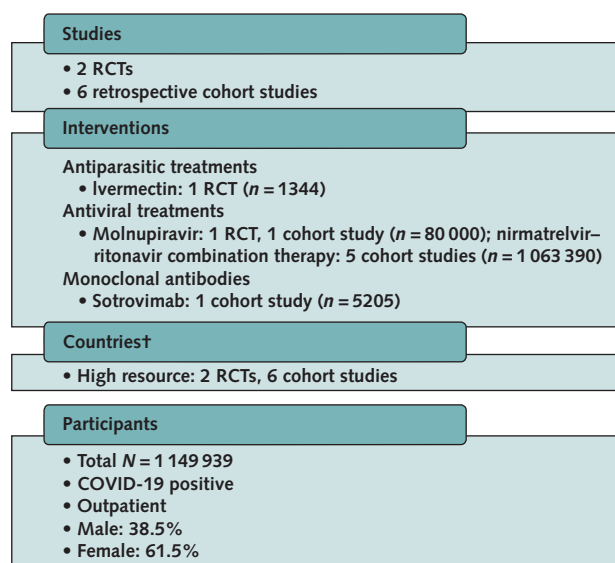 Studies
• 2 RCTs
• 6 retrospective cohort studies
Interventions
Antiparasitic treatments
• Ivermectin: 1 RCT (n = 1344)
Antiviral treatments
• Molnupiravir: 1 RCT, 1 cohort study (n = 80 000); nirmatrelvir–
ritonavir combination therapy: 5 cohort studies (n = 1 063 390)
Monoclonal antibodies
• Sotrovimab: 1 cohort study (n = 5205)
Countries†
• High resource: 2 RCTs, 6 cohort studies
Participants
• Total N = 1 149 939
• COVID-19 positive
• Outpatient
• Male: 38.5%
• Female: 61.5%